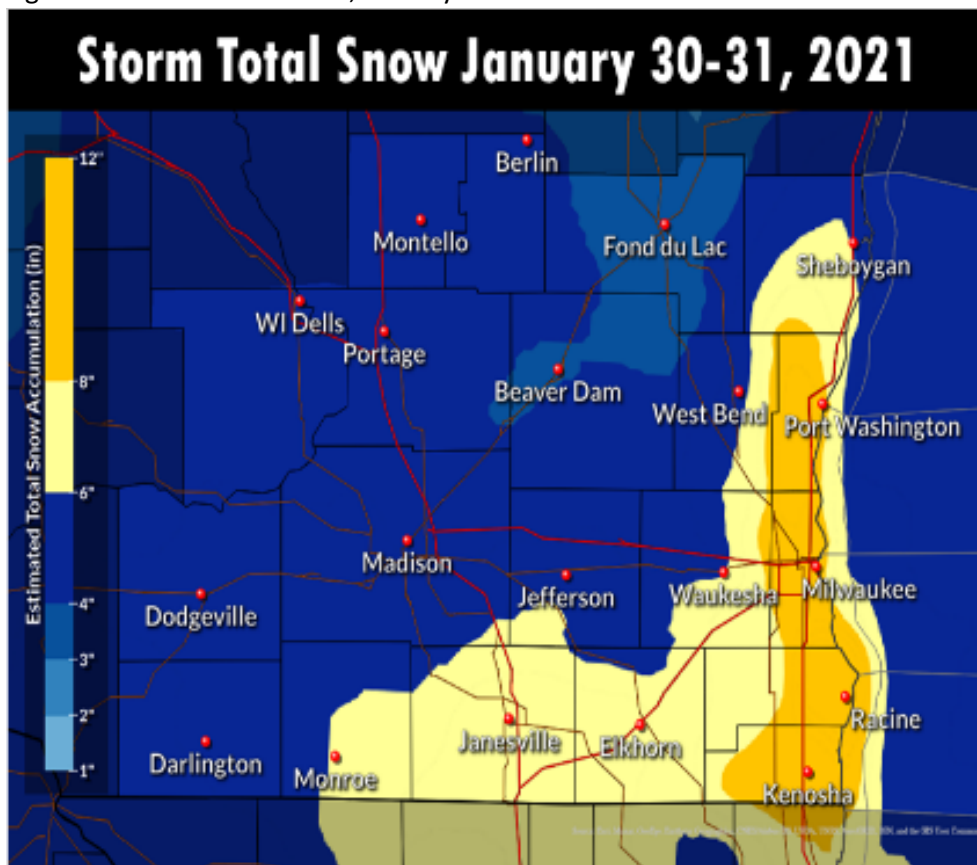 Storm Total Snow January 30-31, 2021
Estimated Total Snow Accumulation (in)
12"
8"
6"
4"
3"
2"
1"
Berlin
Montello
Fond du Lac
Sheboygan
WI Dells
Portage
Beaver Dam
West Bend
Port Washington
Madison
Jefferson
Waukesha
Milwaukee
Dodgeville
Racine
Janesville
Elkhorn
Darlington
Monroe
Kenosha